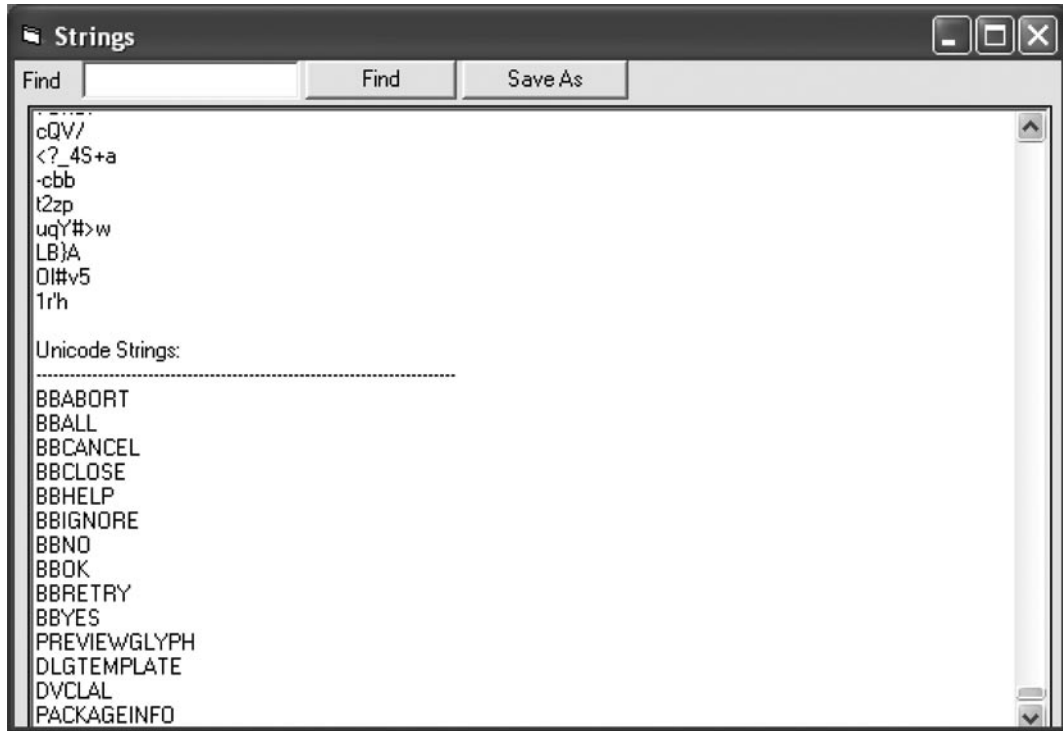 Strings
Find Find Save As
cQV/
<?_4S+a
-cbb
t2zp
uqY#>w
LB}A
Ol#v5
1r'h
Unicode Strings:
---------------------------------------------------------------------------
BBABORT
BBALL
BBCANCEL
BBCLOSE
BBHELP
BBIGNORE
BBNO
BBOK
BBRETRY
BBYES
PREVIEWGLYPH
DLGTEMPLATE
DVCLAL
PACKAGEINFO